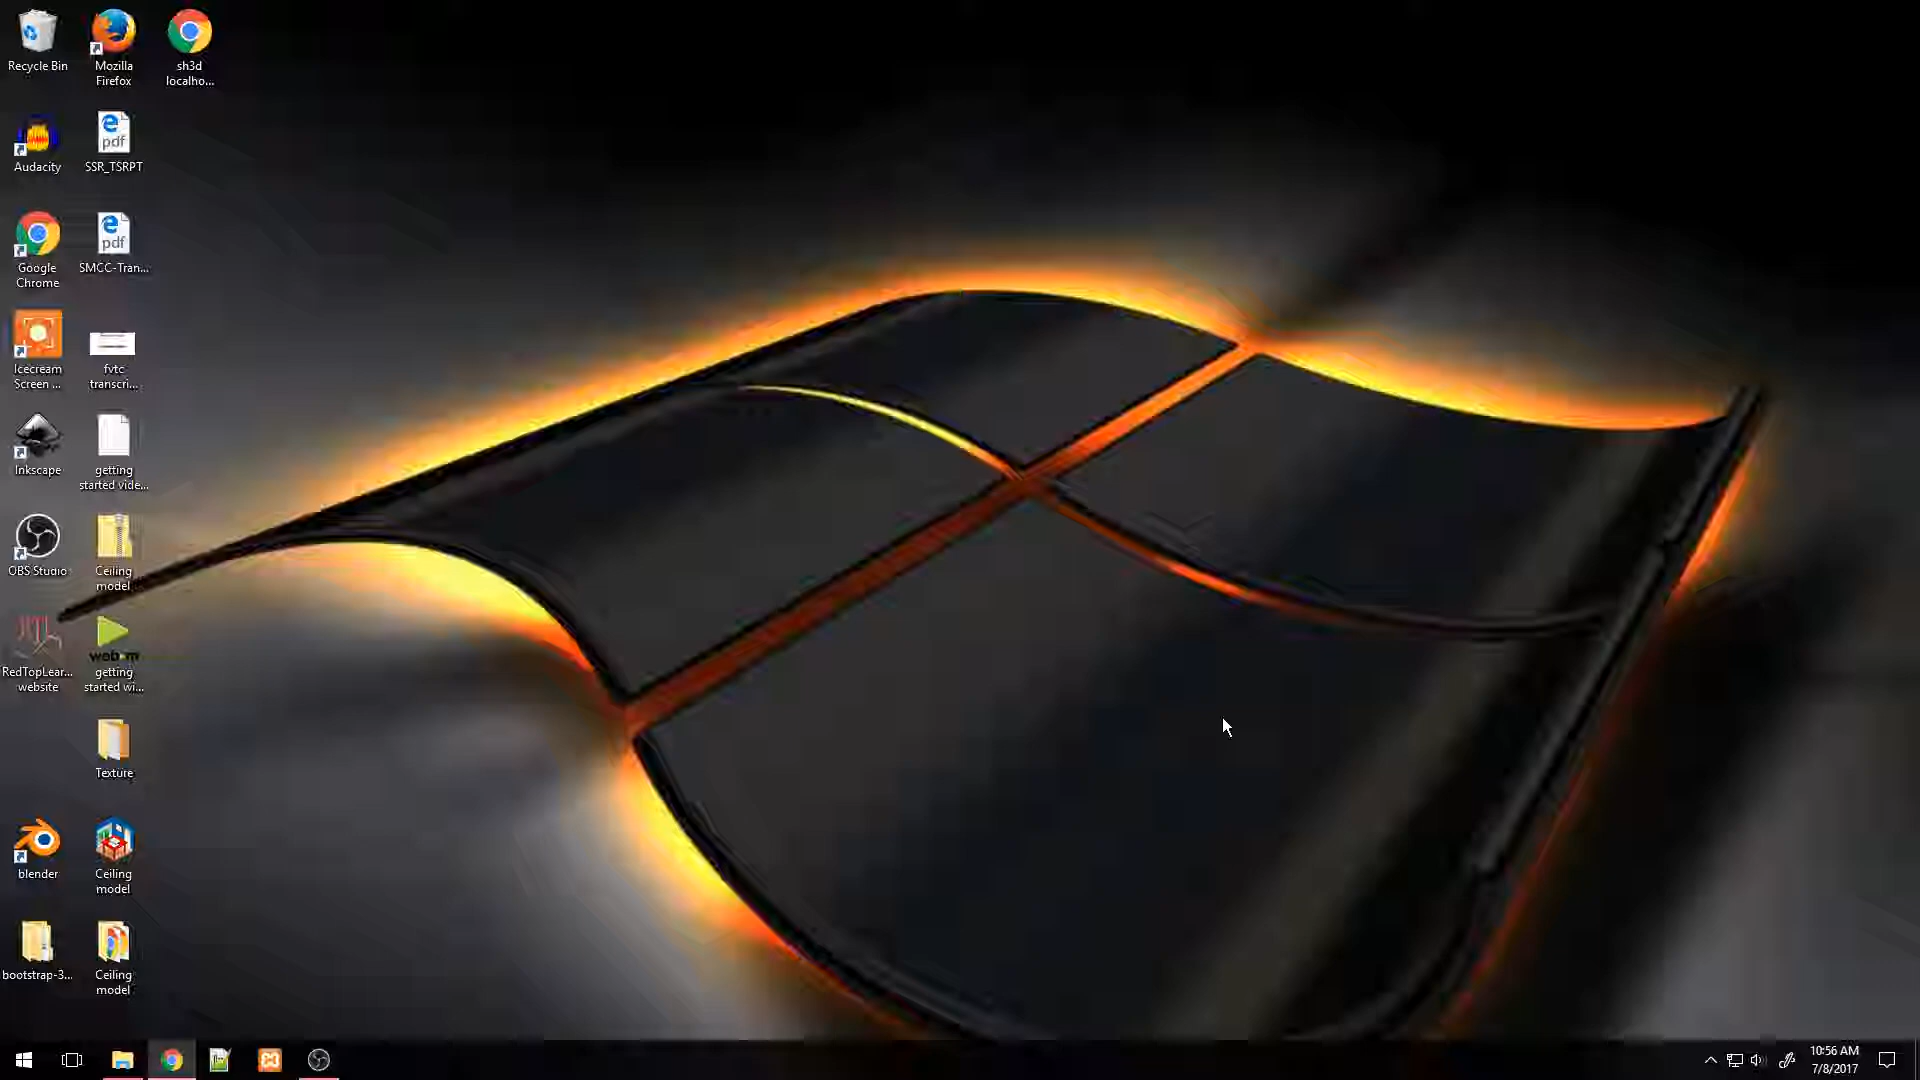 Recycle Bin
Mozilla
Firefox
sh3d
localho...
Audacity
pdf
SSR_TSRPT
Google
Chrome
pdf
SMCC-Tran...
Icecream
Screen ...
fvtc
transcri...
Inkscape
getting
started vide...
OBS Studio
Ceiling
model
RedTopLear...
website
webm
getting
started wi...
Texture
blender
Ceiling
model
bootstrap-3...
Ceiling
model
10:56 AM
7/8/2017